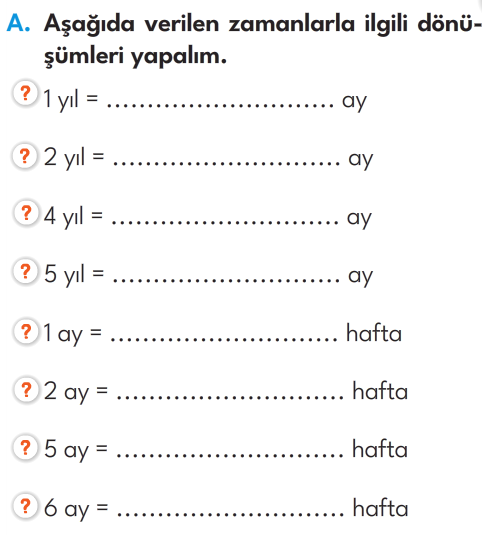 A. Aşağıda verilen zamanlarla ilgili dönü-
şümleri yapalım.
? 1 yıl = ............................ ay
? 2 yıl = ............................ ay
? 4 yıl = ............................ ay
? 5 yıl = ............................ ay
? 1 ay = ............................ hafta
? 2 ay = ............................ hafta
? 5 ay = ............................ hafta
? 6 ay = ............................ hafta